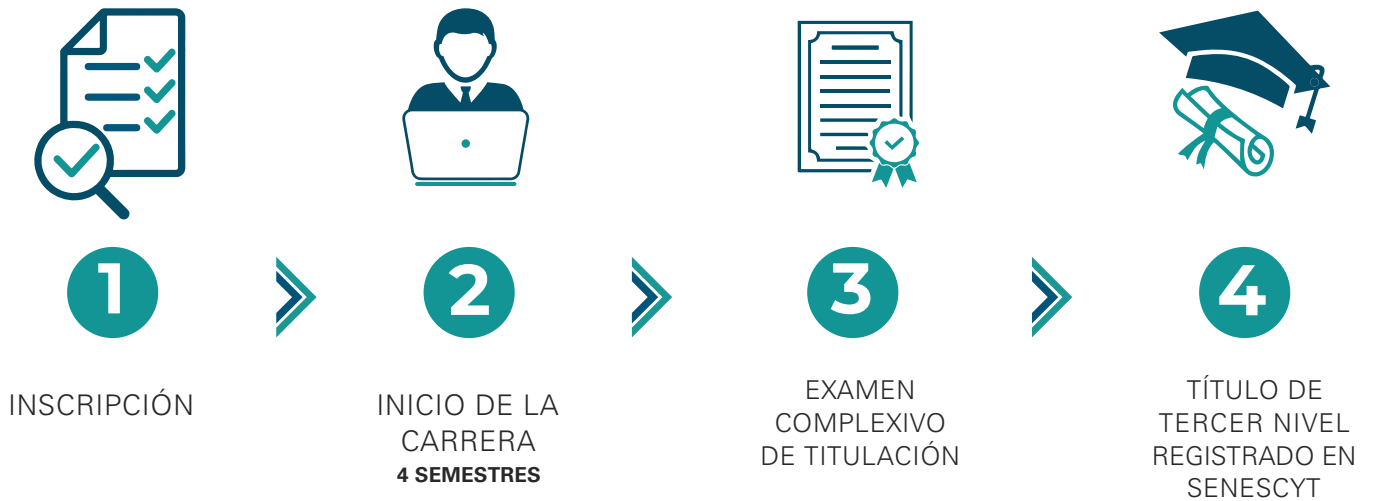 1
INSCRIPCIÓN
2
INICIO DE LA
CARRERA
4 SEMESTRES
3
EXAMEN
COMPLEXIVO
DE TITULACIÓN
4
TÍTULO DE
TERCER NIVEL
REGISTRADO EN
SENESCYT